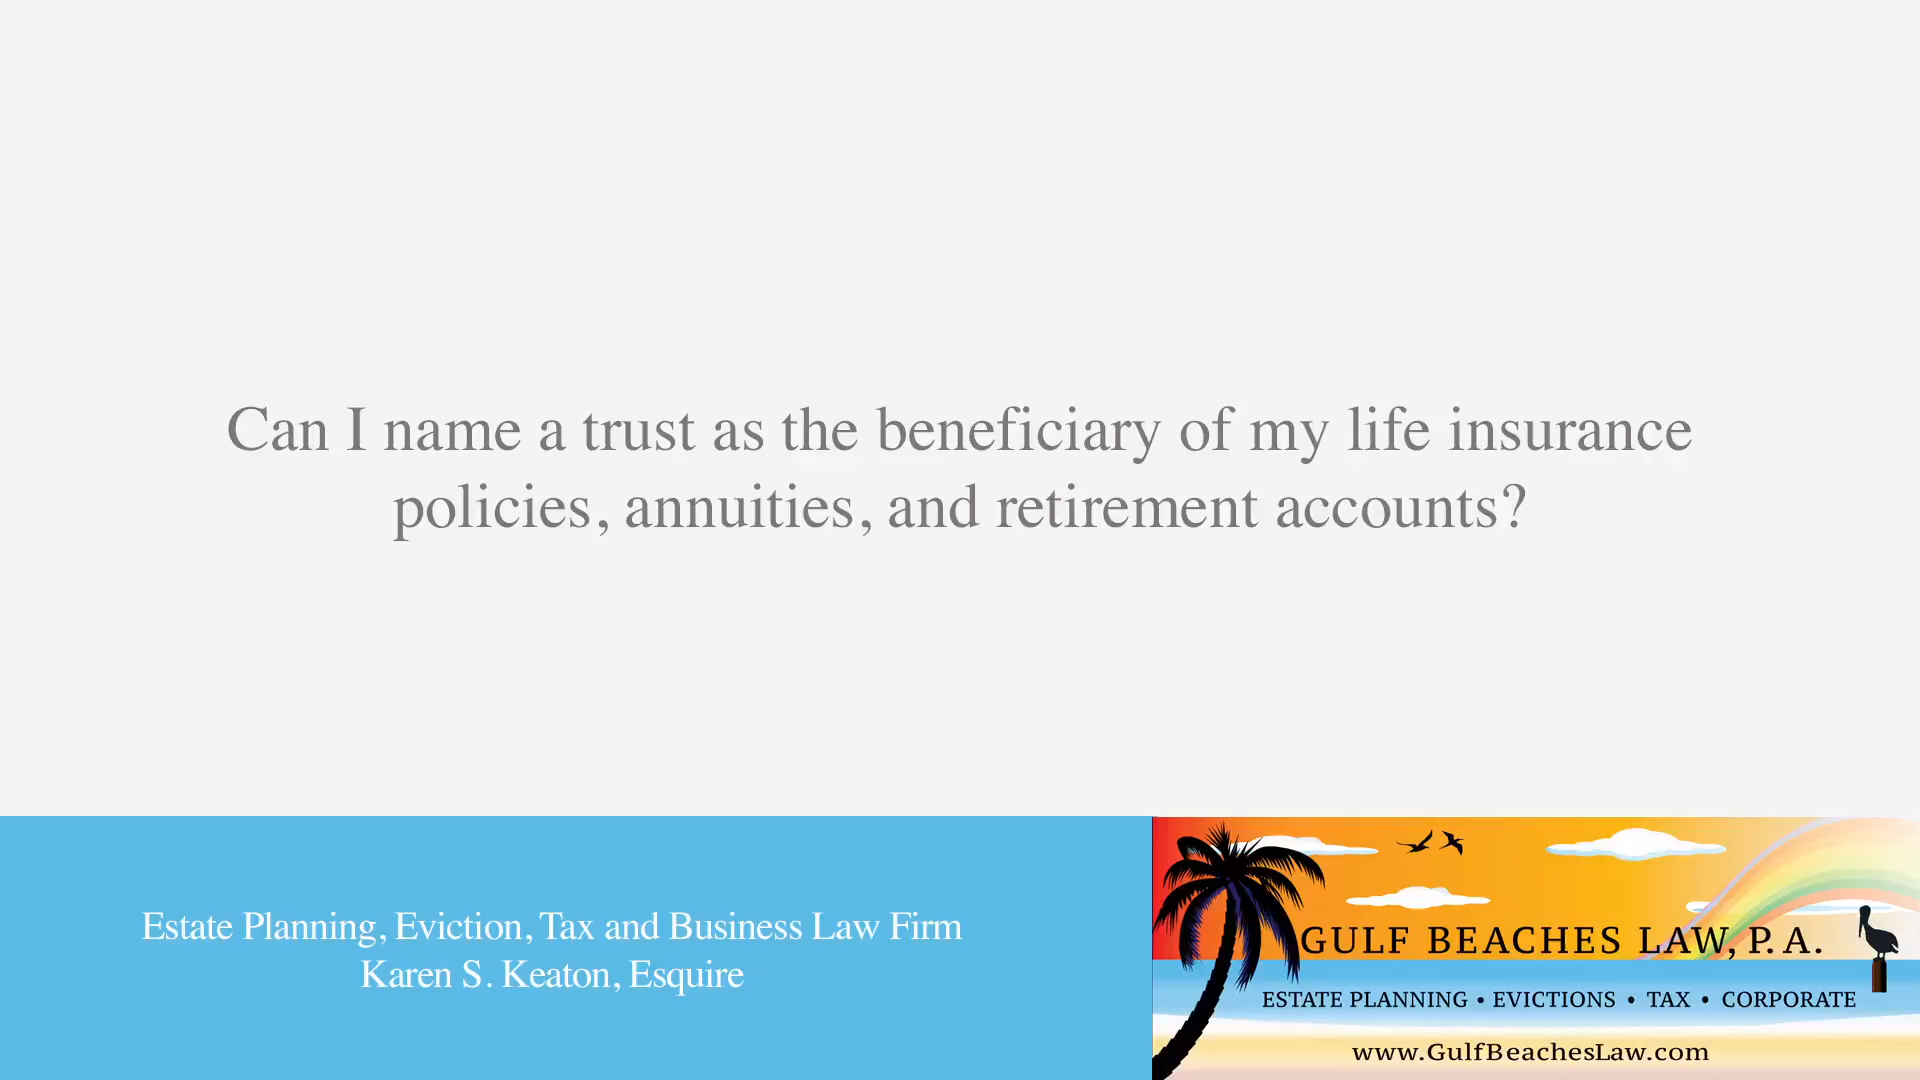 Can I name a trust as the beneficiary of my life insurance
policies, annuities, and retirement accounts?
Estate Planning, Eviction, Tax and Business Law Firm
Karen S. Keaton, Esquire
GULF BEACHES LAW, P.A.
ESTATE PLANNING • EVICTIONS • TAX • CORPORATE
www.GulfBeachesLaw.com